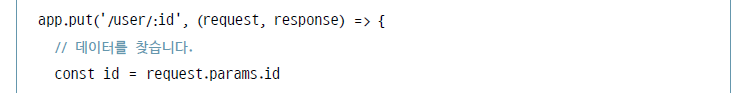 app.put('/user/:id', (request, response) => {
// 데이터를 찾습니다.
const id = request.params.id